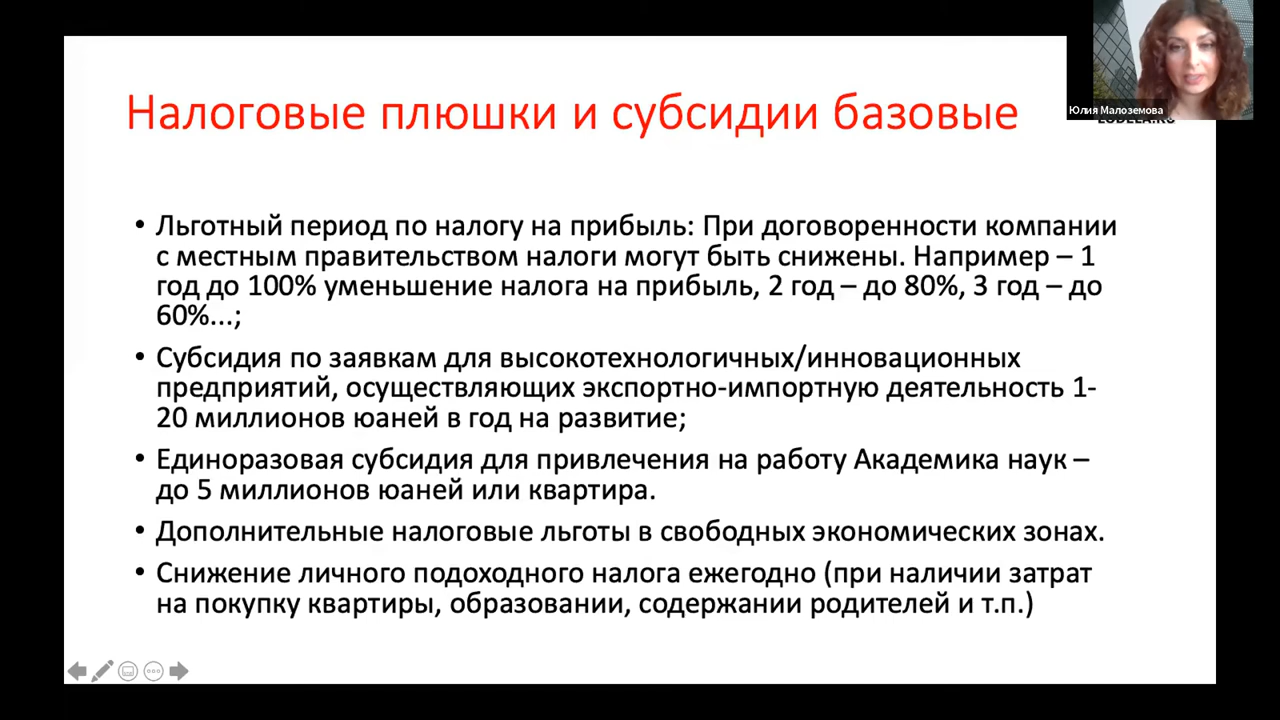 Налоговые плюшки и субсидии базовые
Юлия Малоземова
• Льготный период по налогу на прибыль: При договоренности компании
с местным правительством налоги могут быть снижены. Например – 1
год до 100% уменьшение налога на прибыль, 2 год – до 80%, 3 год – до
60%...;
• Субсидия по заявкам для высокотехнологичных/инновационных
предприятий, осуществляющих экспортно-импортную деятельность 1-
20 миллионов юаней в год на развитие;
• Единоразовая субсидия для привлечения на работу Академика наук –
до 5 миллионов юаней или квартира.
• Дополнительные налоговые льготы в свободных экономических зонах.
• Снижение личного подоходного налога ежегодно (при наличии затрат
на покупку квартиры, образовании, содержании родителей и т.п.)